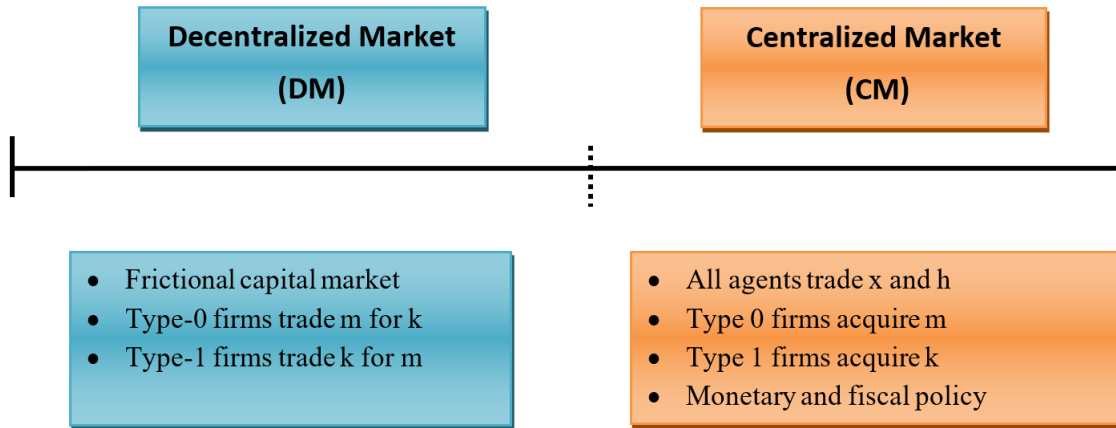 Decentralized Market
(DM)
Centralized Market
(CM)
• Frictional capital market
• Type-0 firms trade m for k
• Type-1 firms trade k for m
• All agents trade x and h
• Type 0 firms acquire m
• Type 1 firms acquire k
• Monetary and fiscal policy